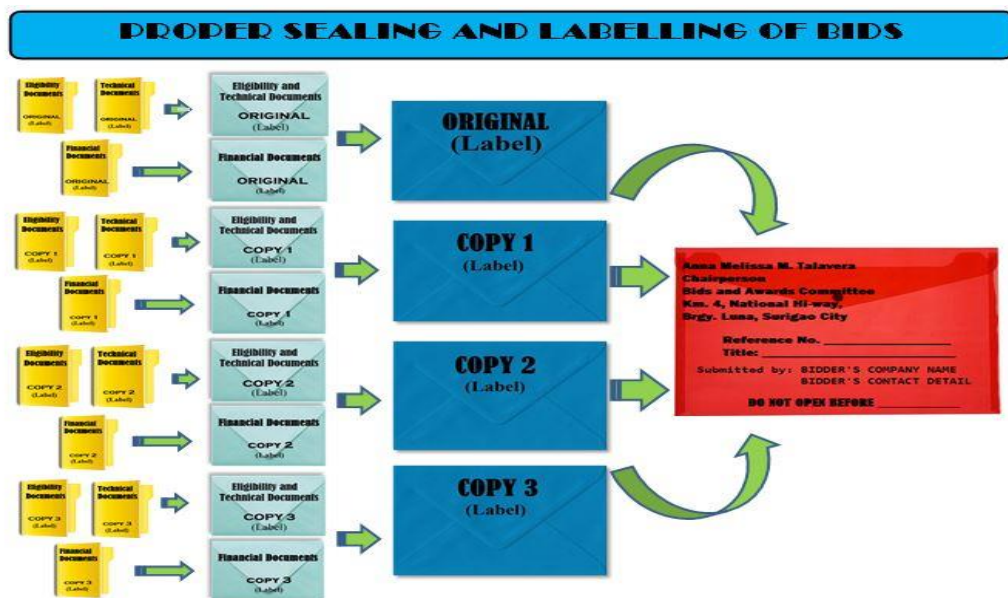 PROPER SEALING AND LABELLING OF BIDS
Eligibility
Documents
ORIGINAL
(Label)
Technical
Documents
ORIGINAL
(Label)
Eligibility and
Technical Documents
ORIGINAL
(Label)
Financial
Documents
ORIGINAL
(Label)
Financial Documents
ORIGINAL
(Label)
ORIGINAL
(Label)
Eligibility
Documents
COPY 1
(Label)
Technical
Documents
COPY 1
(Label)
Eligibility and
Technical Documents
COPY 1
(Label)
Financial
Documents
COPY 1
(Label)
Financial Documents
COPY 1
(Label)
COPY 1
(Label)
Eligibility
Documents
COPY 2
(Label)
Technical
Documents
COPY 2
(Label)
Eligibility and
Technical Documents
COPY 2
(Label)
Financial
Documents
COPY 2
(Label)
Financial Documents
COPY 2
(Label)
COPY 2
(Label)
Eligibility
Documents
COPY 3
(Label)
Technical
Documents
COPY 3
(Label)
Eligibility and
Technical Documents
COPY 3
(Label)
Financial
Documents
COPY 3
(Label)
Financial Documents
COPY 3
(Label)
COPY 3
(Label)
Anna Melissa M. Talavera
Chairperson
Bids and Awards Committee
Km. 4, National Hi-way,
Brgy. Luna, Surigao City
Reference No. ____________________
Title: ______________________________
Submitted by: BIDDER'S COMPANY NAME
BIDDER'S CONTACT DETAIL
DO NOT OPEN BEFORE _____________